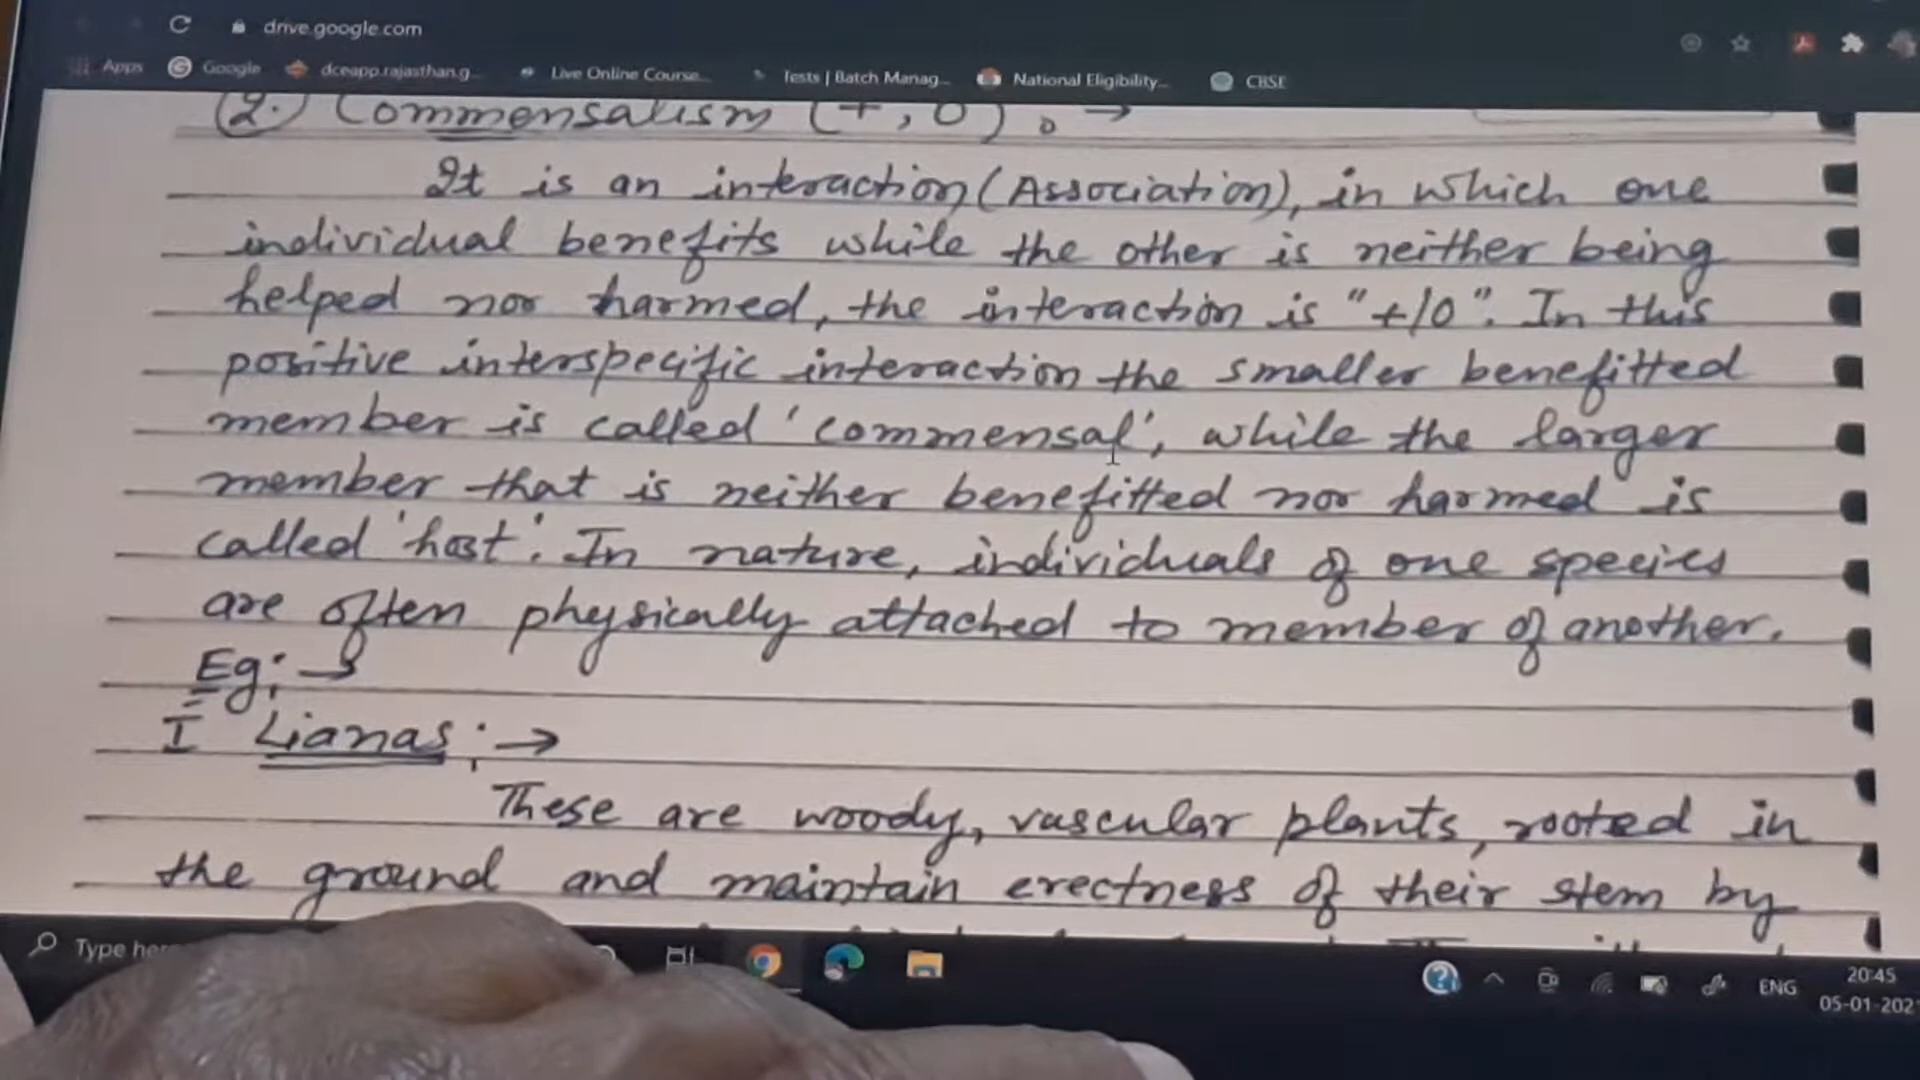 drive.google.com
Apps Google dceapp.rajasthan.g... Live Online Course... Tests | Batch Manag... National Eligibility... CBSE
(2.) Commensalism (+,0) : →
It is an interaction (Association), in which one
individual benefits while the other is neither being
helped nor harmed, the interaction is "+/0". In this
positive interspecific interaction the smaller benefitted
member is called 'commensal', while the larger
member that is neither benefitted nor harmed is
called 'host'. In nature, individuals of one species
are often physically attached to member of another.
Eg: →
I Lianas : →
These are woody, vascular plants, rooted in
the ground and maintain erectness of their stem by
Type her
ENG
20:45
05-01-202